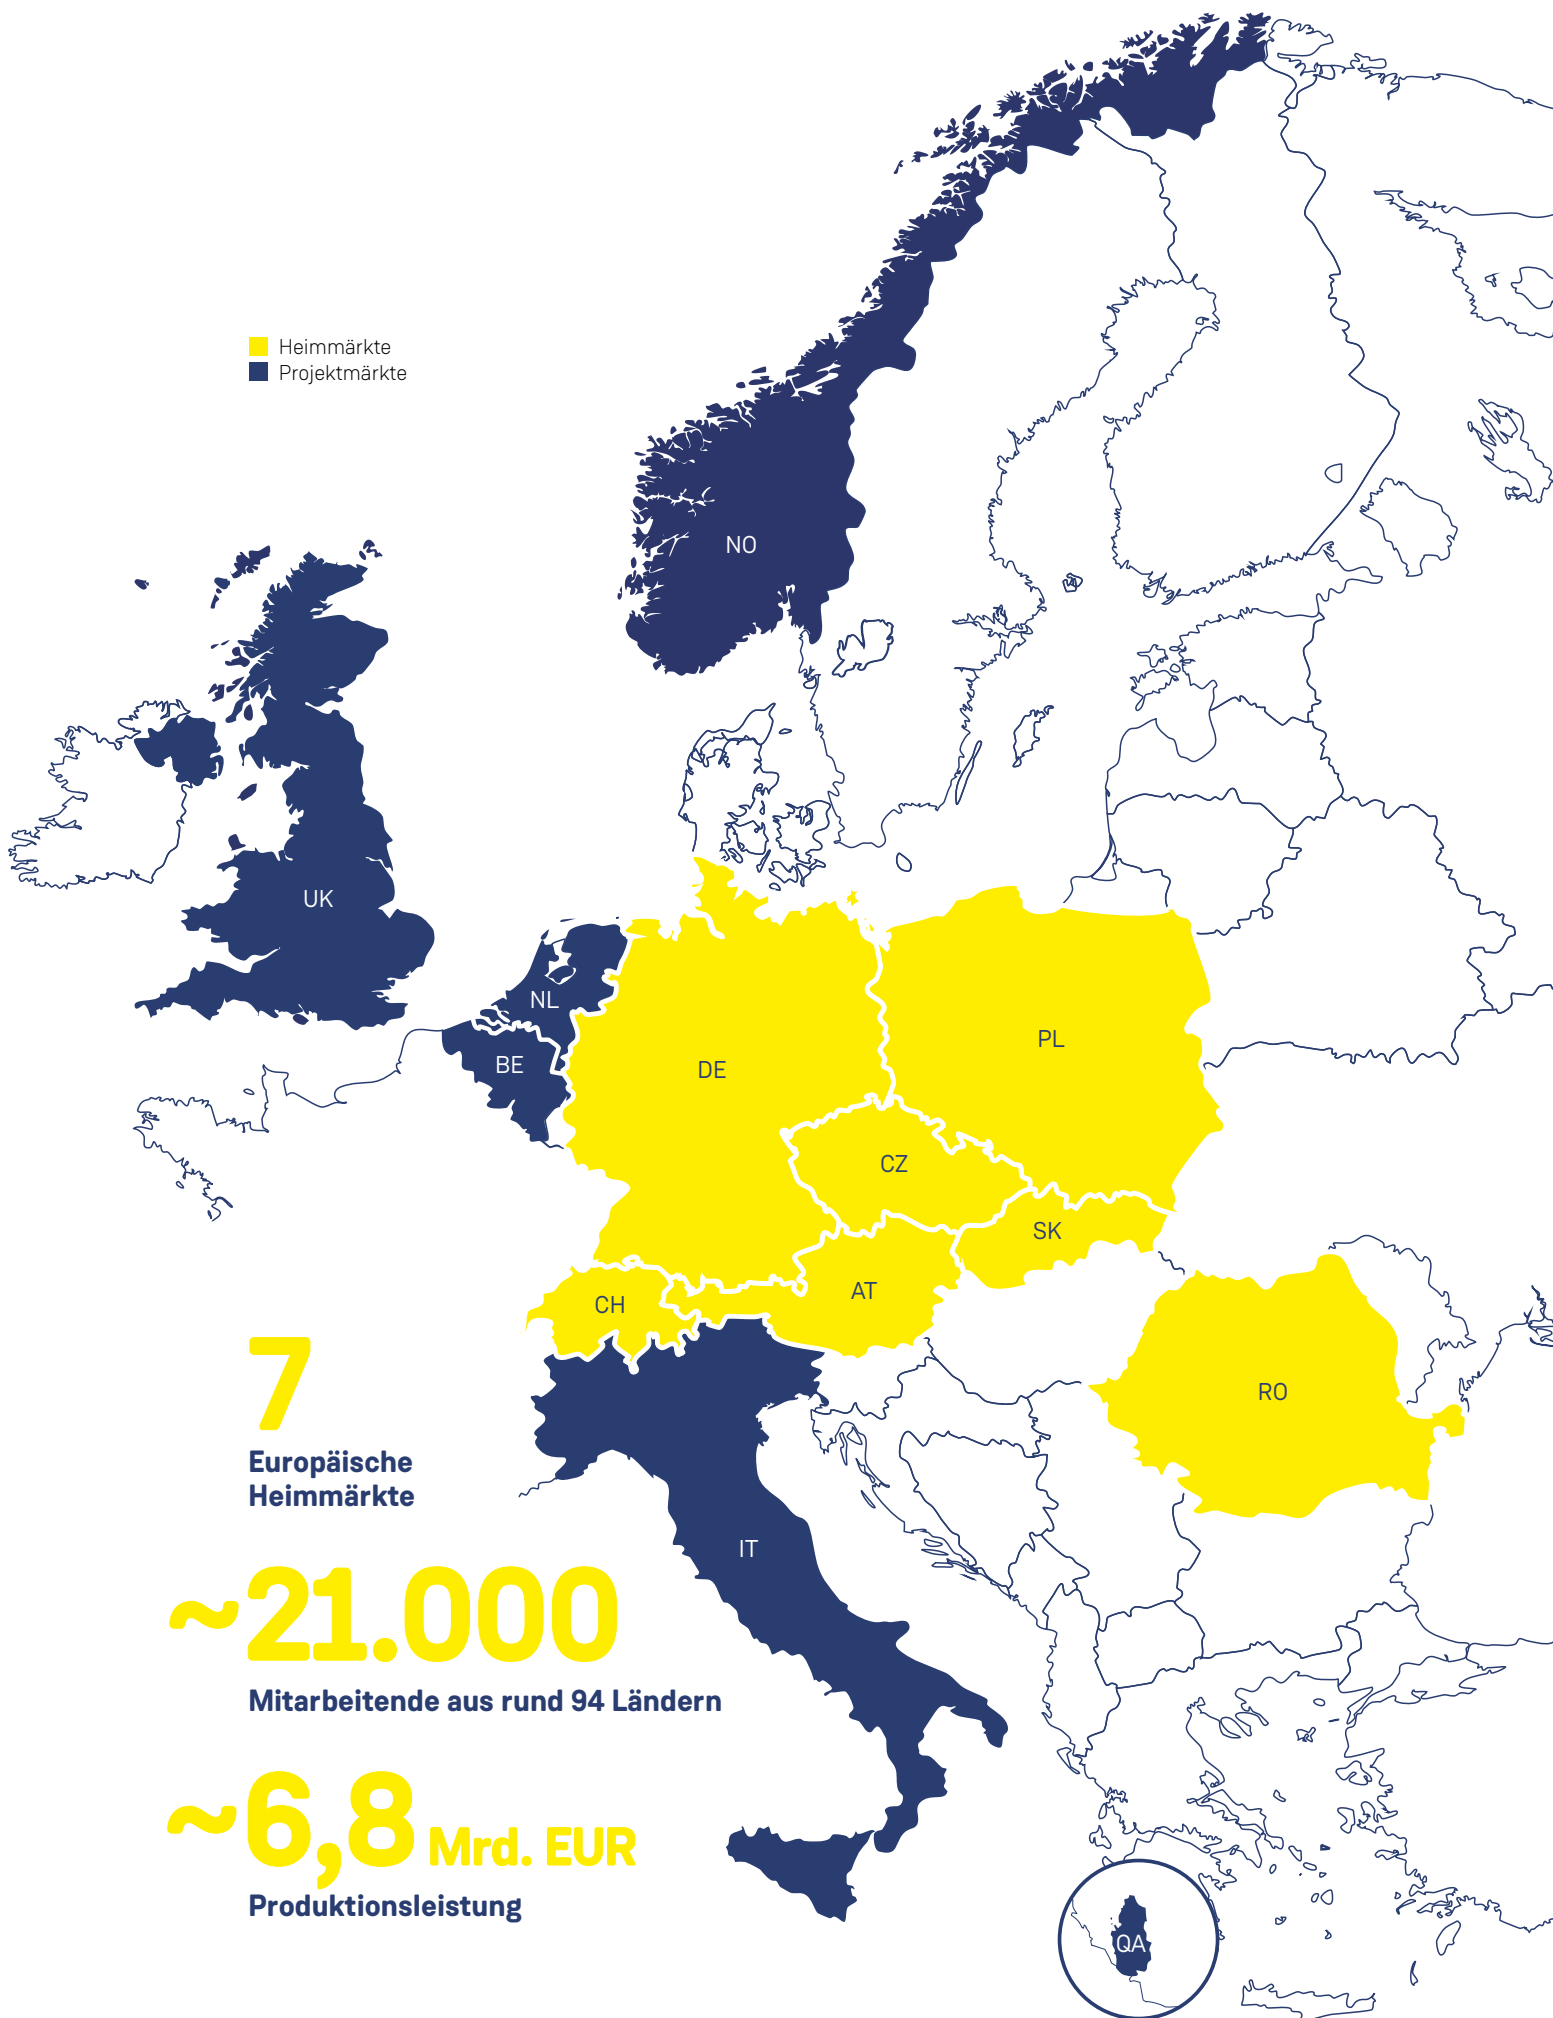 Heimmärkte
Projektmärkte
NO
UK
NL
BE
DE
PL
CZ
SK
AT
CH
RO
IT
QA
7
Europäische
Heimmärkte
~21.000
Mitarbeitende aus rund 94 Ländern
~6,8 Mrd. EUR
Produktionsleistung